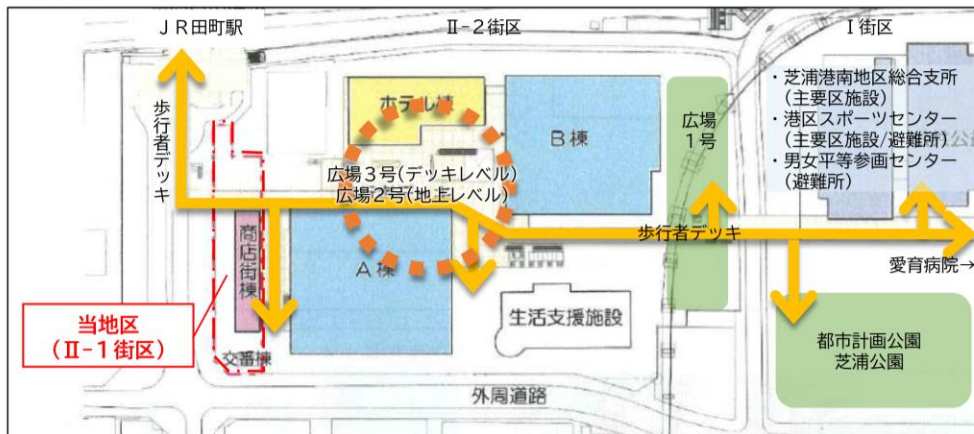 JR田町駅
Ⅱ-2街区
Ⅰ街区
歩行者デッキ
ホテル棟
B棟
広場
1号
・芝浦港南地区総合支所
(主要区施設)
・港区スポーツセンター
(主要区施設/避難所)
・男女平等参画センター
(避難所)
広場3号(デッキレベル)
広場2号(地上レベル)
商店街棟
A棟
歩行者デッキ
愛育病院→
生活支援施設
当地区
(Ⅱ-1街区)
交番棟
都市計画公園
芝浦公園
外周道路